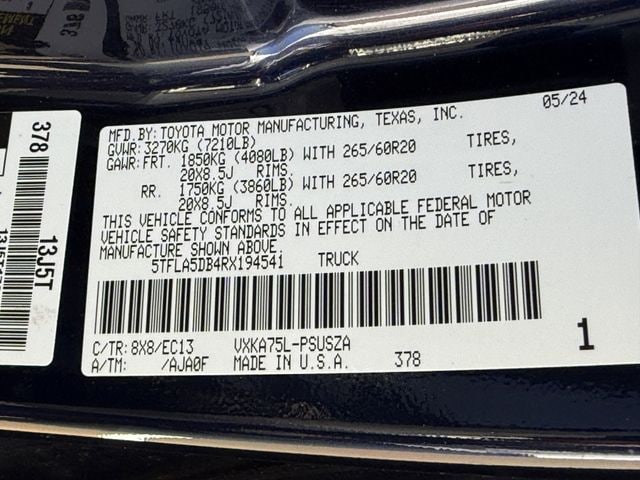 MFD.BY:TOYOTA MOTOR MANUFACTURING, TEXAS, INC. 05/24
GVWR:3270KG (7210LB)
GAWR:FRT. 1850KG (4080LB) WITH 265/60R20 TIRES,
20X8.5J RIMS.
RR. 1750KG (3860LB) WITH 265/60R20 TIRES,
20X8.5J RIMS.
THIS VEHICLE CONFORMS TO ALL APPLICABLE FEDERAL MOTOR
VEHICLE SAFETY STANDARDS IN EFFECT ON THE DATE OF
MANUFACTURE SHOWN ABOVE.
5TFLA5DB4RX194541 TRUCK
C/TR:8X8/EC13 VXKA75L-PSUSZA
A/TM: /AJA0F MADE IN U.S.A. 378
1
378
13J5T